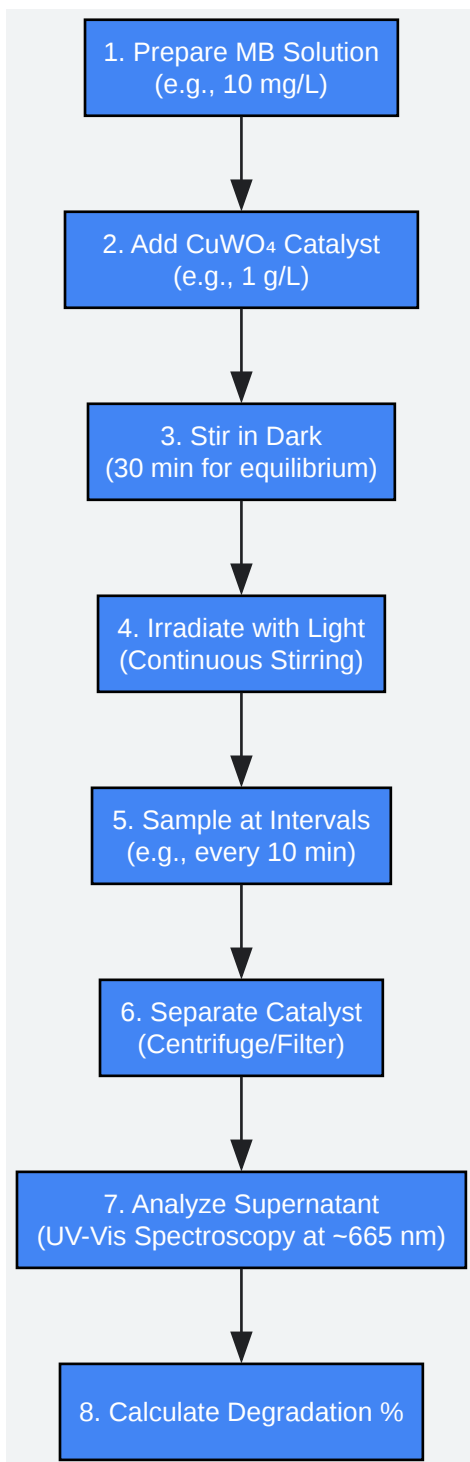 1. Prepare MB Solution
(e.g., 10 mg/L)
2. Add CuWO₄ Catalyst
(e.g., 1 g/L)
3. Stir in Dark
(30 min for equilibrium)
4. Irradiate with Light
(Continuous Stirring)
5. Sample at Intervals
(e.g., every 10 min)
6. Separate Catalyst
(Centrifuge/Filter)
7. Analyze Supernatant
(UV-Vis Spectroscopy at ~665 nm)
8. Calculate Degradation %